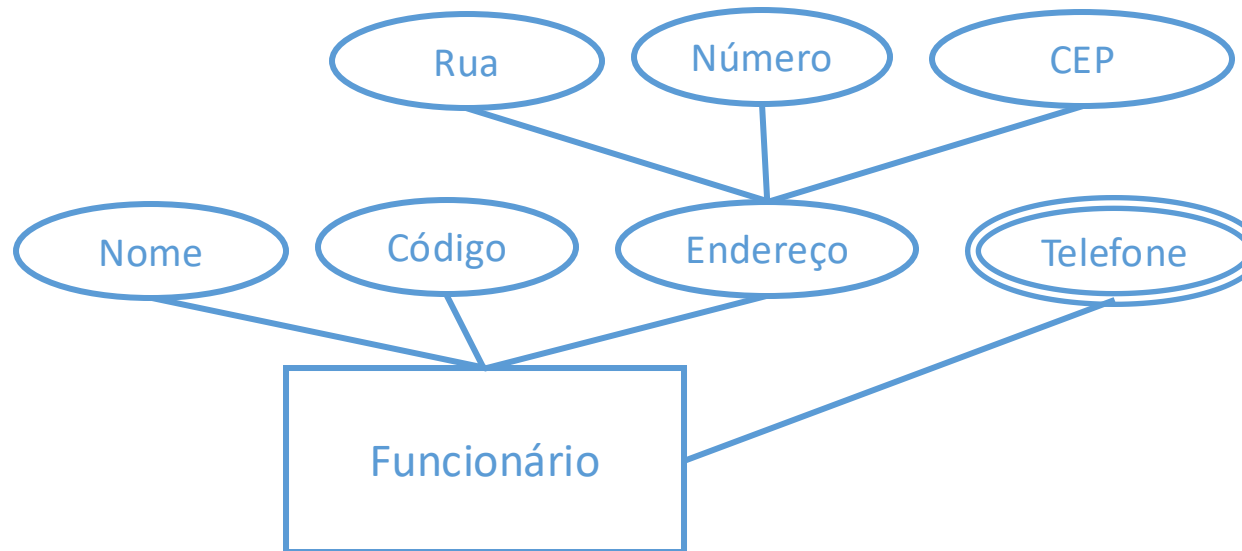 Rua
Número
CEP
Nome
Código
Endereço
Telefone
Funcionário